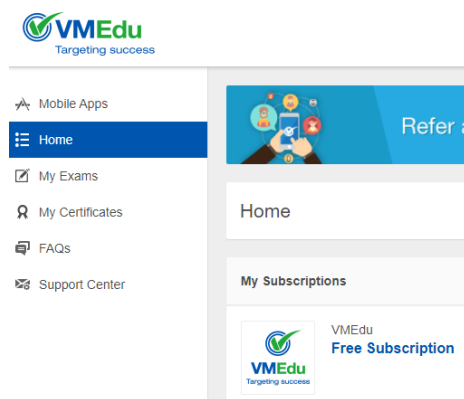 VMEdu
Targeting success
Mobile Apps
Home
My Exams
My Certificates
FAQs
Support Center
Refer
Home
My Subscriptions
VMEdu
Free Subscription
VMEdu
Targeting success